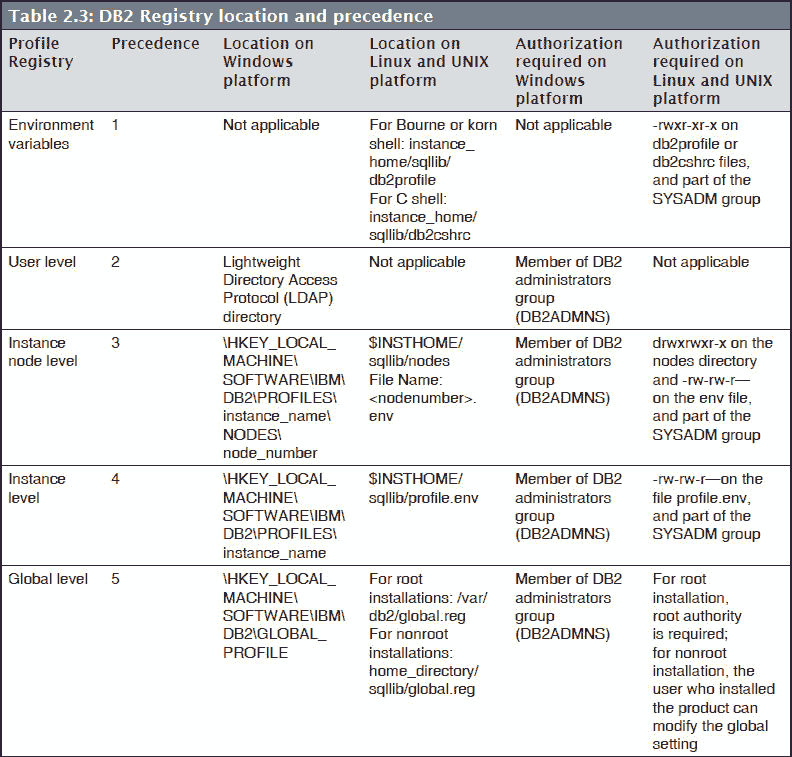 Table 2.3: DB2 Registry location and precedence
Profile
Registry
Precedence
Location on
Windows
platform
Location on
Linux and UNIX
platform
Authorization
required on
Windows
platform
Authorization
required on
Linux and UNIX
platform
Environment
variables
1
Not applicable
For Bourne or korn
shell: instance_
home/sqllib/
db2profile
For C shell:
instance_home/
sqllib/db2cshrc
Not applicable
-rwxr-xr-x on
db2profile or
db2cshrc files,
and part of the
SYSADM group
User level
2
Lightweight
Directory Access
Protocol (LDAP)
directory
Not applicable
Member of DB2
administrators
group
(DB2ADMNS)
Not applicable
Instance
node level
3
\HKEY_LOCAL_
MACHINE\
SOFTWARE\IBM\
DB2\PROFILES\
instance_name\
NODES\
node_number
$INSTHOME/
sqllib/nodes
File Name:
<nodenumber>.
env
Member of DB2
administrators
group
(DB2ADMNS)
drwxrwxr-x on the
nodes directory
and -rw-rw-r—
on the env file,
and part of the
SYSADM group
Instance
level
4
\HKEY_LOCAL_
MACHINE\
SOFTWARE\IBM\
DB2\PROFILES\
instance_name
$INSTHOME/
sqllib/profile.env
Member of DB2
administrators
group
(DB2ADMNS)
-rw-rw-r—on the
file profile.env,
and part of the
SYSADM group
Global level
5
\HKEY_LOCAL_
MACHINE\
SOFTWARE\IBM\
DB2\GLOBAL_
PROFILE
For root
installations: /var/
db2/global.reg
For nonroot
installations:
home_directory/
sqllib/global.reg
Member of DB2
administrators
group
(DB2ADMNS)
For root
installation,
root authority
is required;
for nonroot
installation, the
user who installed
the product can
modify the global
setting